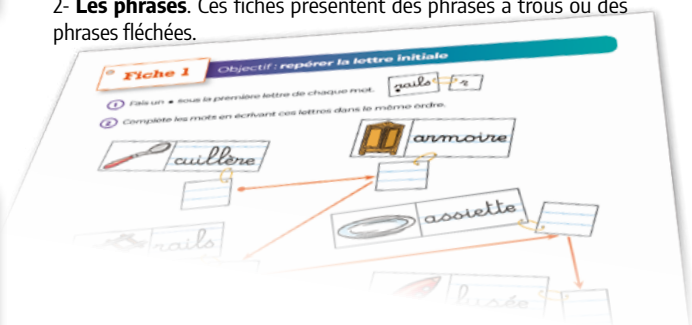 2- Les phrases. Ces fiches présentent des phrases à trous ou des
phrases fléchées.
Fiche 1
Objectif : repérer la lettre initiale
1 Fais un • sous la première lettre de chaque mot.
rails r
2 Complète les mots en écrivant ces lettres dans le même ordre.
cuillère
armoire
assiette
rails
fusée